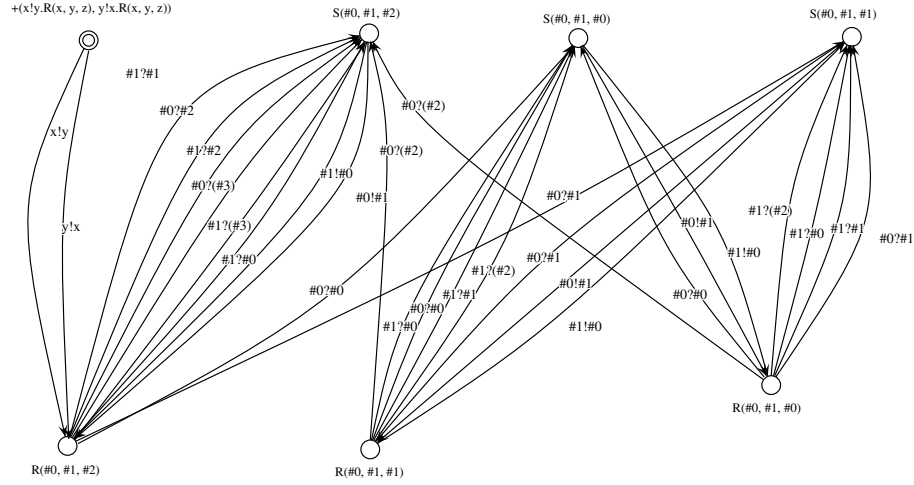 +(x!y.R(x, y, z), y!x.R(x, y, z))
S(#0, #1, #2)
S(#0, #1, #0)
S(#0, #1, #1)
#1?#1
#0?#2
#0?(#2)
x!y
#1?#2
#0?(#2)
#1!#0
#0?(#3)
#0!#1
#0?#1
#1?(#2)
y!x
#1?(#3)
#0!#1
#1?#0
#1?#1
#0?#1
#1?#0
#0?#1
#1!#0
#1?(#2)
#0!#1
#0?#0
#1?#1
#0?#0
#0?#0
#1?#0
#1!#0
R(#0, #1, #0)
R(#0, #1, #2)
R(#0, #1, #1)